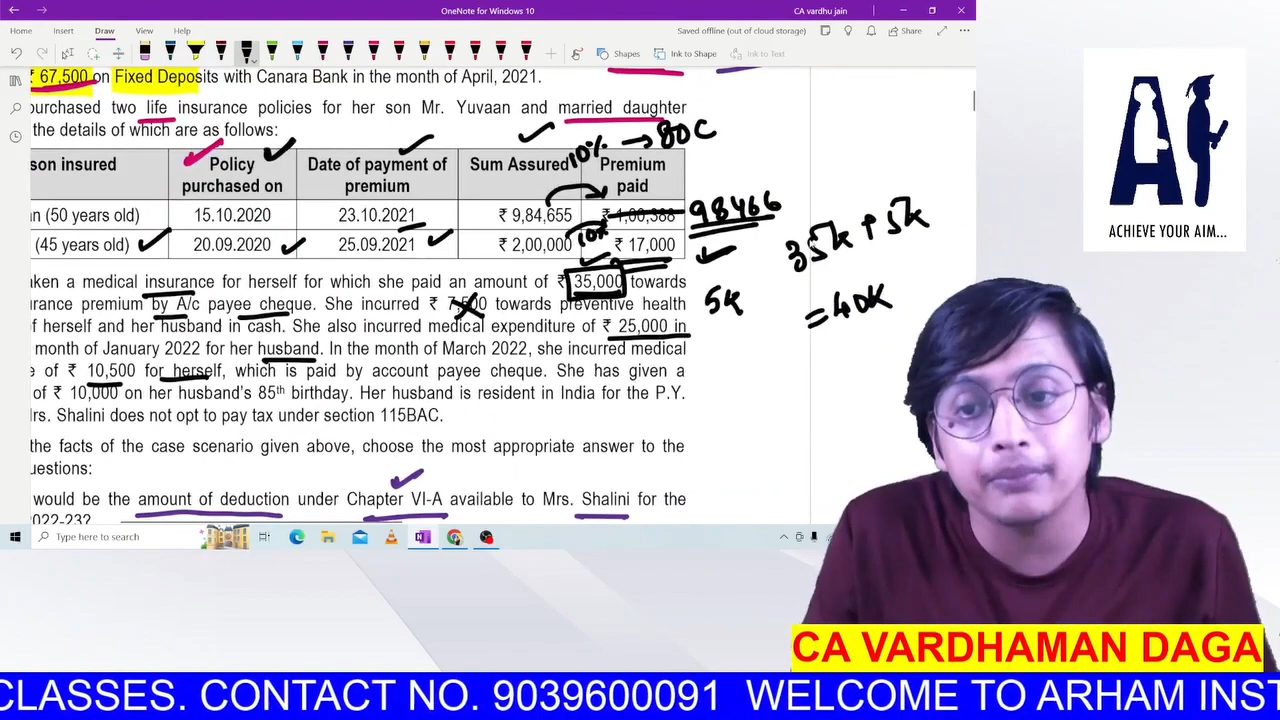 OneNote for Windows 10
CA vardhu jain
Home Insert Draw View Help
Saved offline (out of cloud storage)
Share
Shapes
Ink to Shape
Ink to Text
₹ 67,500 on Fixed Deposits with Canara Bank in the month of April, 2021.
purchased two life insurance policies for her son Mr. Yuvaan and married daughter
the details of which are as follows:
10% → 80C
son insured
Policy purchased on
Date of payment of premium
Sum Assured
Premium paid
n (50 years old) 15.10.2020 23.10.2021 ₹ 9,84,655 ₹ 1,00,388 98466
(45 years old) 20.09.2020 25.09.2021 ₹ 2,00,000 10% ₹ 17,000
35k + 5k
= 40K
5k
aken a medical insurance for herself for which she paid an amount of ₹ 35,000 towards
urance premium by A/c payee cheque. She incurred ₹ 7,500 towards preventive health
of herself and her husband in cash. She also incurred medical expenditure of ₹ 25,000 in
month of January 2022 for her husband. In the month of March 2022, she incurred medical
e of ₹ 10,500 for herself, which is paid by account payee cheque. She has given a
of ₹ 10,000 on her husband's 85th birthday. Her husband is resident in India for the P.Y.
rs. Shalini does not opt to pay tax under section 115BAC.
the facts of the case scenario given above, choose the most appropriate answer to the
uestions:
would be the amount of deduction under Chapter VI-A available to Mrs. Shalini for the
2022-23?
Type here to search
A
ACHIEVE YOUR AIM...
CA VARDHAMAN DAGA
CLASSES. CONTACT NO. 9039600091 WELCOME TO ARHAM INST